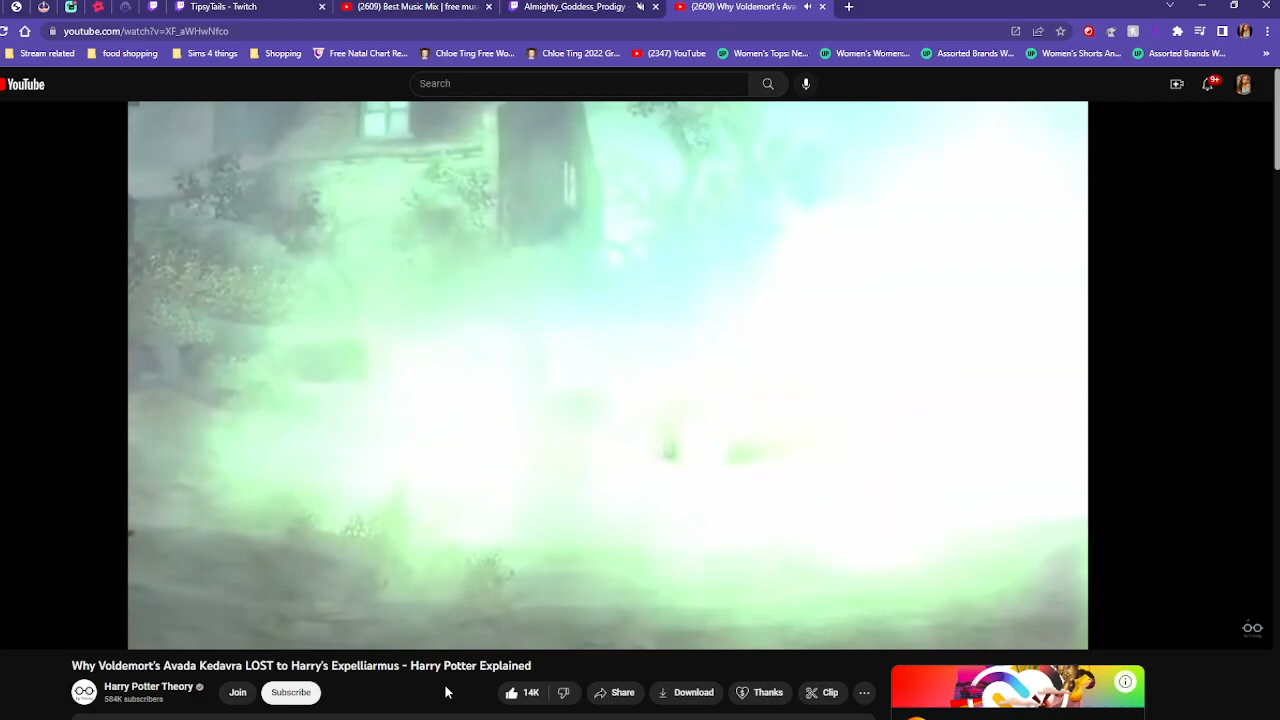 TipsyTails - Twitch
(2609) Best Music Mix | free mus
Almighty_Goddess_Prodigy -
(2609) Why Voldemort's Ava
youtube.com/watch?v=XF_aWHwNfco
Stream related
food shopping
Sims 4 things
Shopping
Free Natal Chart Re...
Chloe Ting Free Wo...
Chloe Ting 2022 Gr...
(2347) YouTube
Women's Tops: Ne...
Women's Women:...
Assorted Brands W...
Women's Shorts An...
Assorted Brands W...
YouTube
Search
9+
Why Voldemort's Avada Kedavra LOST to Harry's Expelliarmus - Harry Potter Explained
Harry Potter Theory
584K subscribers
Join
Subscribe
14K
Share
Download
Thanks
Clip